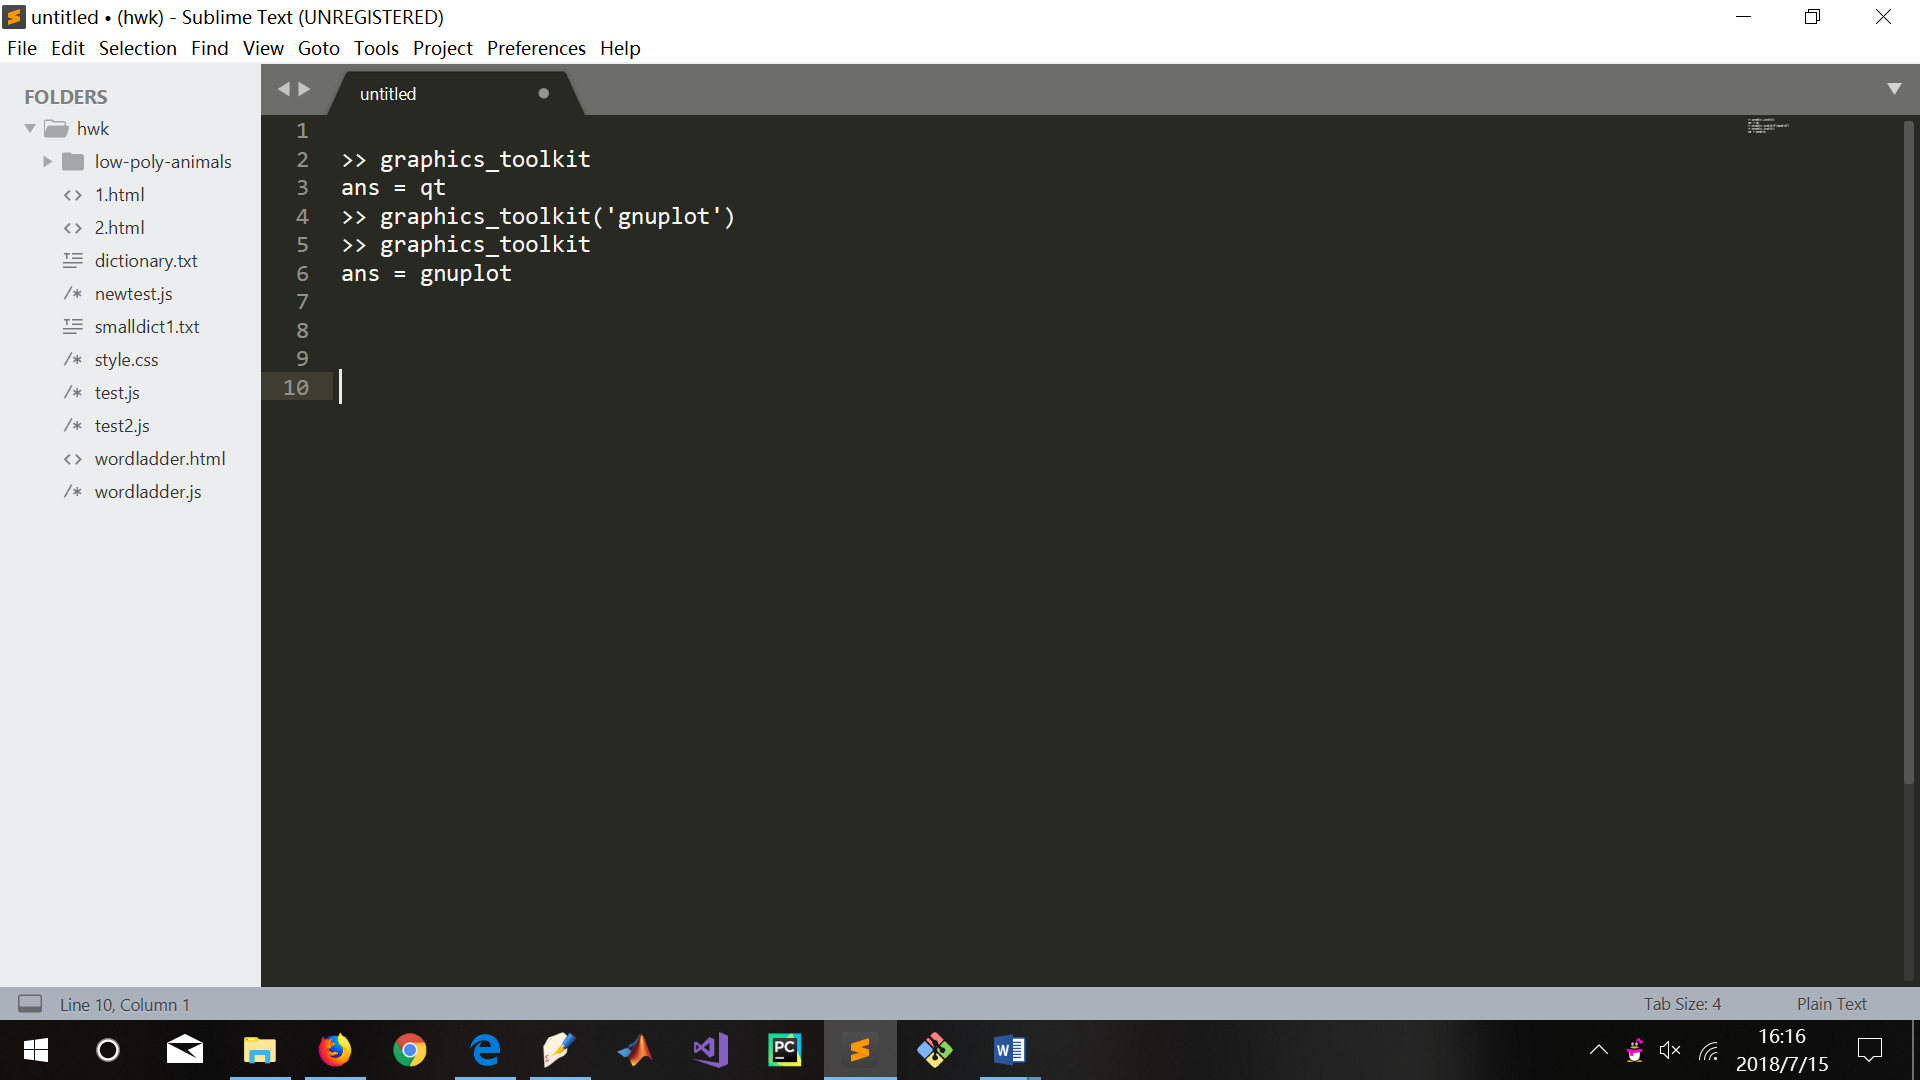 untitled • (hwk) - Sublime Text (UNREGISTERED)
File Edit Selection Find View Goto Tools Project Preferences Help
FOLDERS
hwk
low-poly-animals
1.html
2.html
dictionary.txt
newtest.js
smalldict1.txt
style.css
test.js
test2.js
wordladder.html
wordladder.js
untitled
1
2 >> graphics_toolkit
3 ans = qt
4 >> graphics_toolkit('gnuplot')
5 >> graphics_toolkit
6 ans = gnuplot
7
8
9
10
Line 10, Column 1
Tab Size: 4
Plain Text
PC
W
16:16
2018/7/15